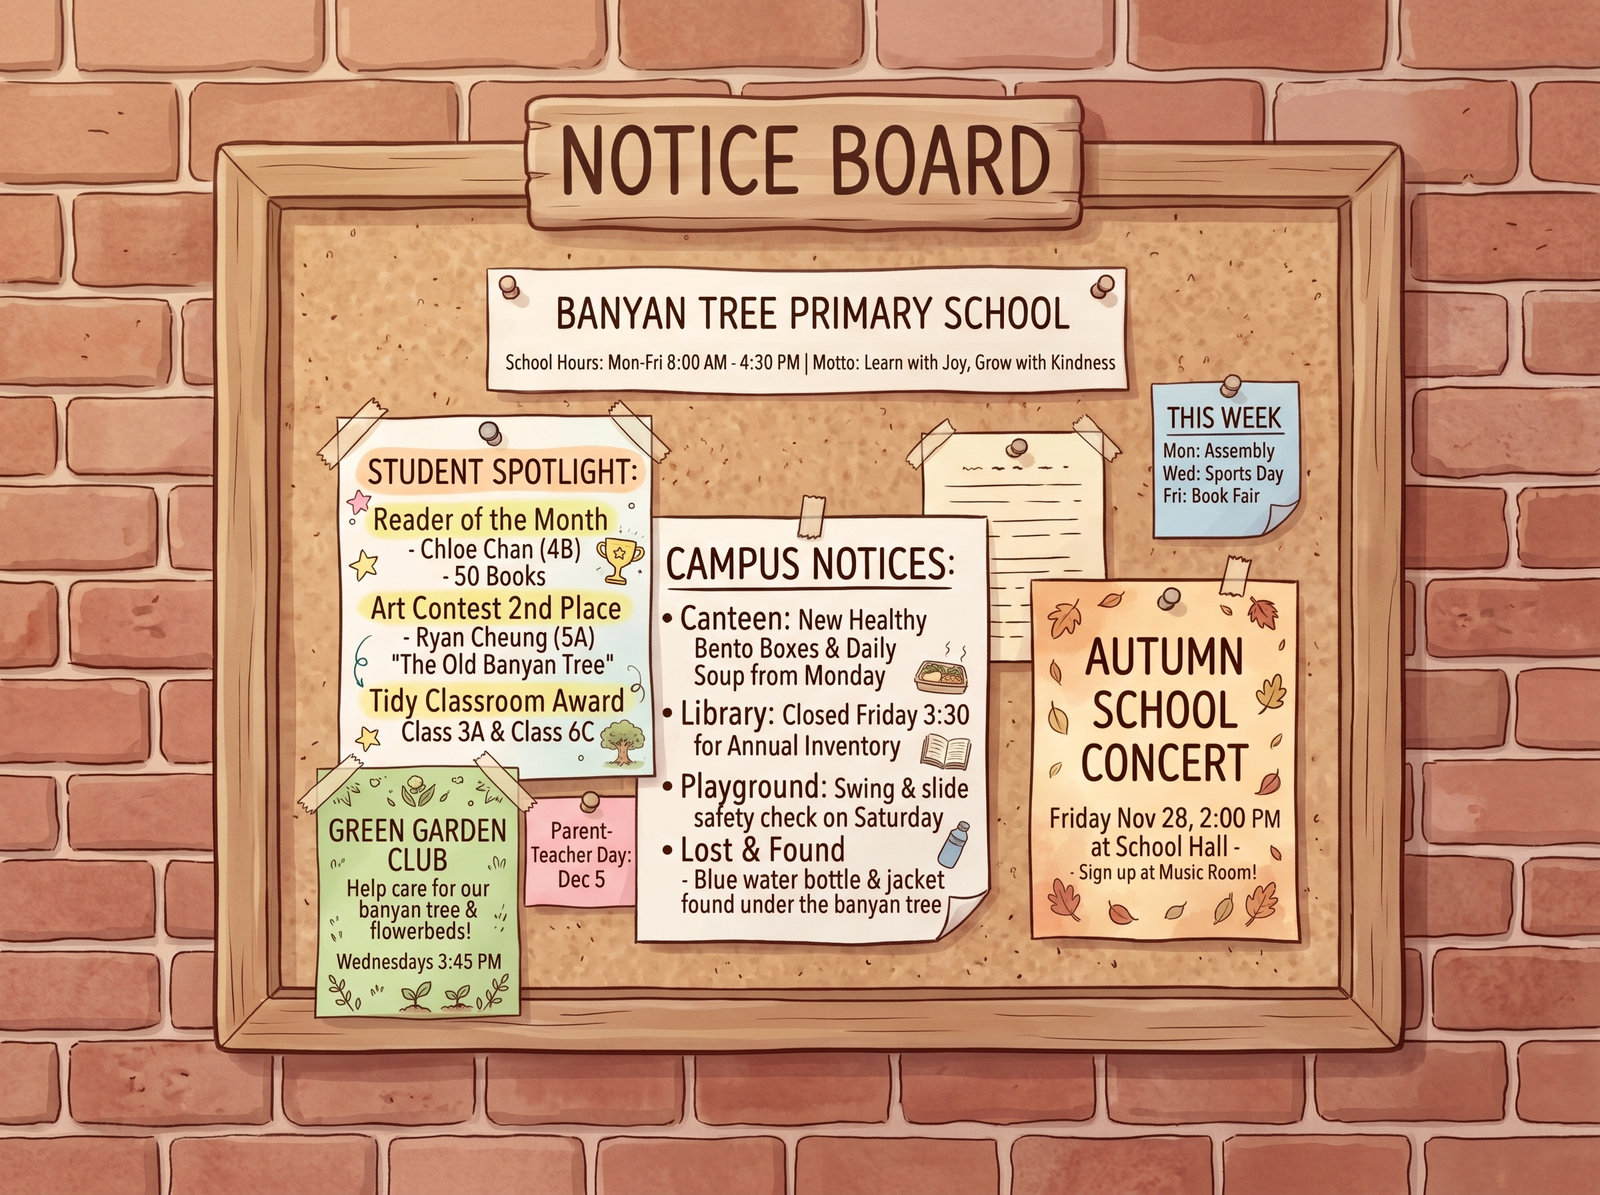 NOTICE BOARD
BANYAN TREE PRIMARY SCHOOL
School Hours: Mon-Fri 8:00 AM - 4:30 PM | Motto: Learn with Joy, Grow with Kindness
STUDENT SPOTLIGHT:
Reader of the Month
- Chloe Chan (4B)
- 50 Books
Art Contest 2nd Place
- Ryan Cheung (5A)
"The Old Banyan Tree"
Tidy Classroom Award
Class 3A & Class 6C
GREEN GARDEN
CLUB
Help care for our
banyan tree &
flowerbeds!
Wednesdays 3:45 PM
Parent-
Teacher Day:
Dec 5
CAMPUS NOTICES:
• Canteen: New Healthy
Bento Boxes & Daily
Soup from Monday
• Library: Closed Friday 3:30
for Annual Inventory
• Playground: Swing & slide
safety check on Saturday
• Lost & Found
- Blue water bottle & jacket
found under the banyan tree
THIS WEEK
Mon: Assembly
Wed: Sports Day
Fri: Book Fair
AUTUMN
SCHOOL
CONCERT
Friday Nov 28, 2:00 PM
at School Hall -
- Sign up at Music Room!